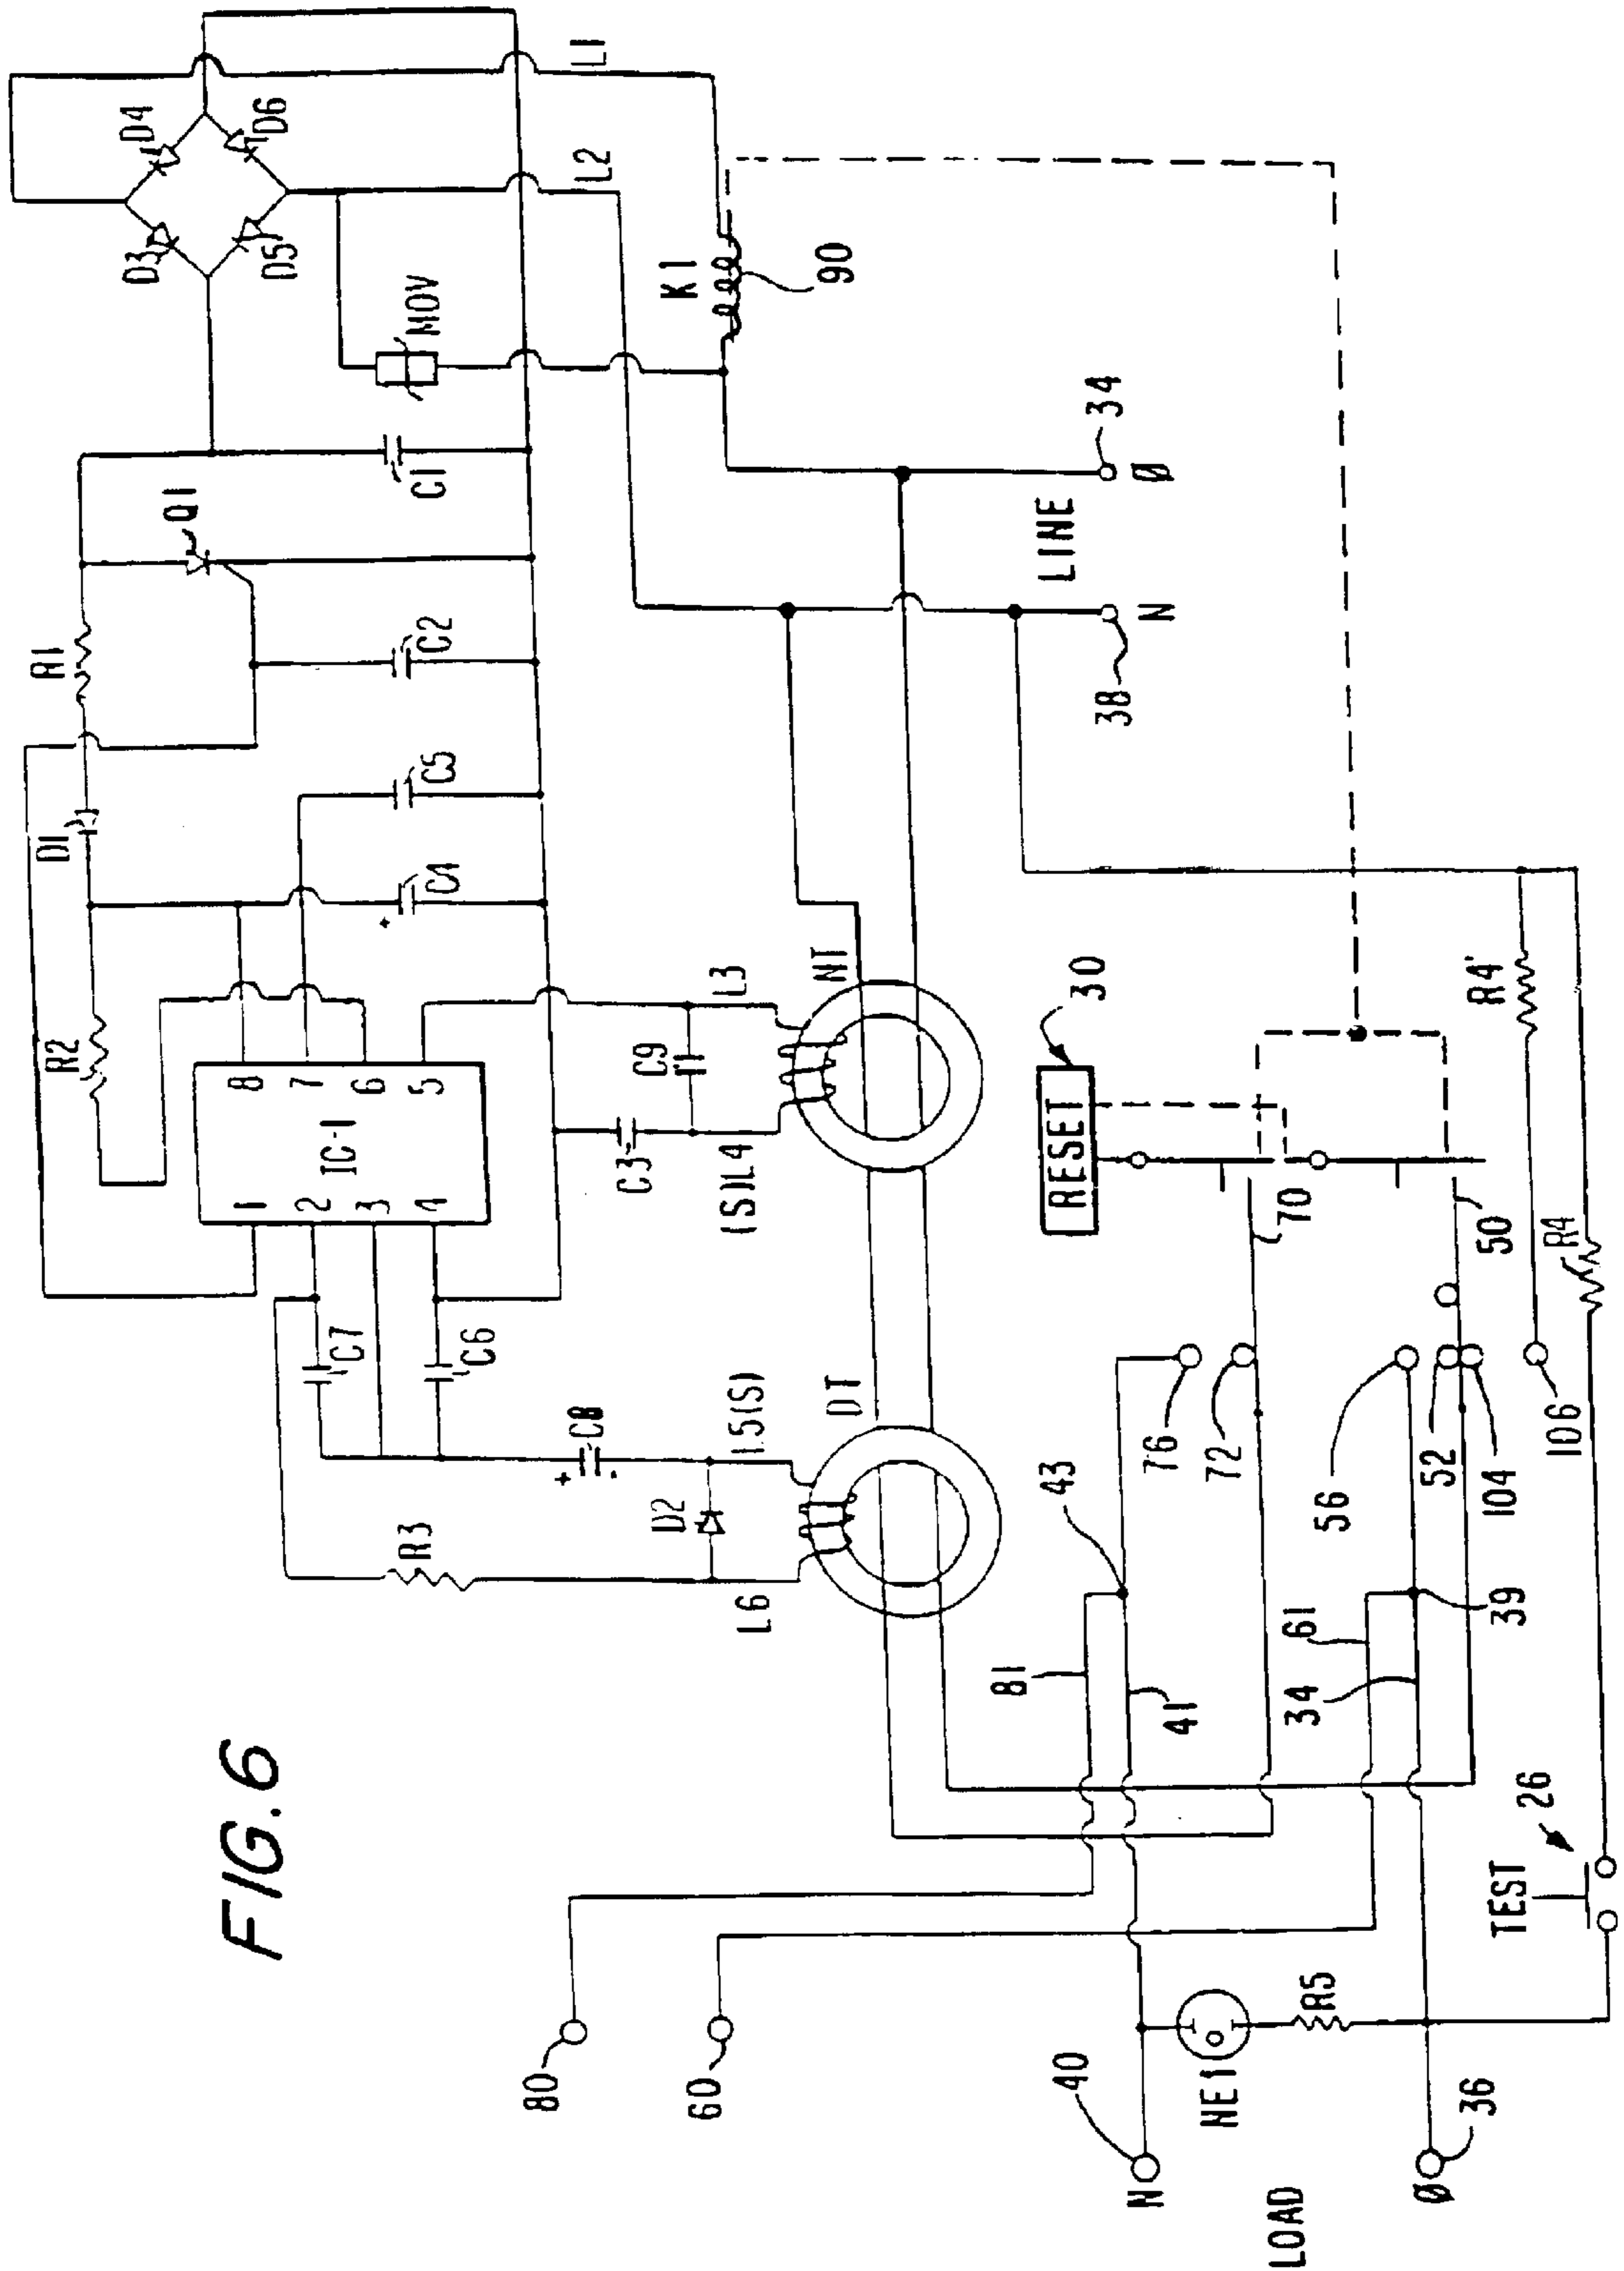 FIG.6
D4
D6
D3
D5
L1
L2
MOV
K1
90
C1
Q1
R1
C2
D1
C5
C4
R2
8
7
6
5
IC-1
1
2
3
4
C9
L3
NT
C3
(S)L4
C7
C6
C8
L5(S)
DT
D2
R3
L6
LINE
34
Ø
38
N
30
RESET
R4'
70
50
R4
76
72
56
52
104
106
43
81
41
61
34
39
26
TEST
80
60
40
N
NE1
R5
36
Ø
LOAD